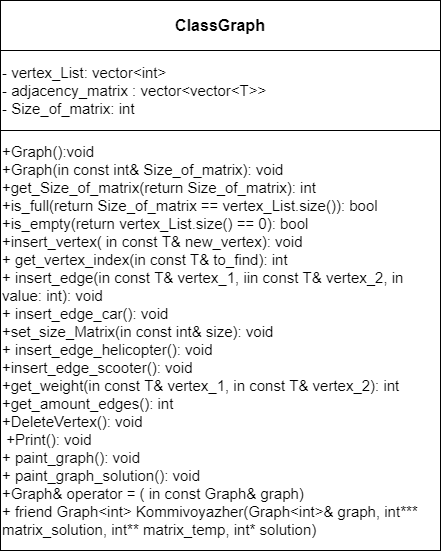 ClassGraph
- vertex_List: vector<int>
- adjacency_matrix : vector<vector<T>>
- Size_of_matrix: int
+Graph():void
+Graph(in const int& Size_of_matrix): void
+get_Size_of_matrix(return Size_of_matrix): int
+is_full(return Size_of_matrix == vertex_List.size()): bool
+is_empty(return vertex_List.size() == 0): bool
+insert_vertex( in const T& new_vertex): void
+ get_vertex_index(in const T& to_find): int
+ insert_edge(in const T& vertex_1, iin const T& vertex_2, in
value: int): void
+ insert_edge_car(): void
+set_size_Matrix(in const int& size): void
+ insert_edge_helicopter(): void
+insert_edge_scooter(): void
+get_weight(in const T& vertex_1, in const T& vertex_2): int
+get_amount_edges(): int
+DeleteVertex(): void
+Print(): void
+ paint_graph(): void
+ paint_graph_solution(): void
+Graph& operator = ( in const Graph& graph)
+ friend Graph<int> Kommivoyazher(Graph<int>& graph, int***
matrix_solution, int** matrix_temp, int* solution)